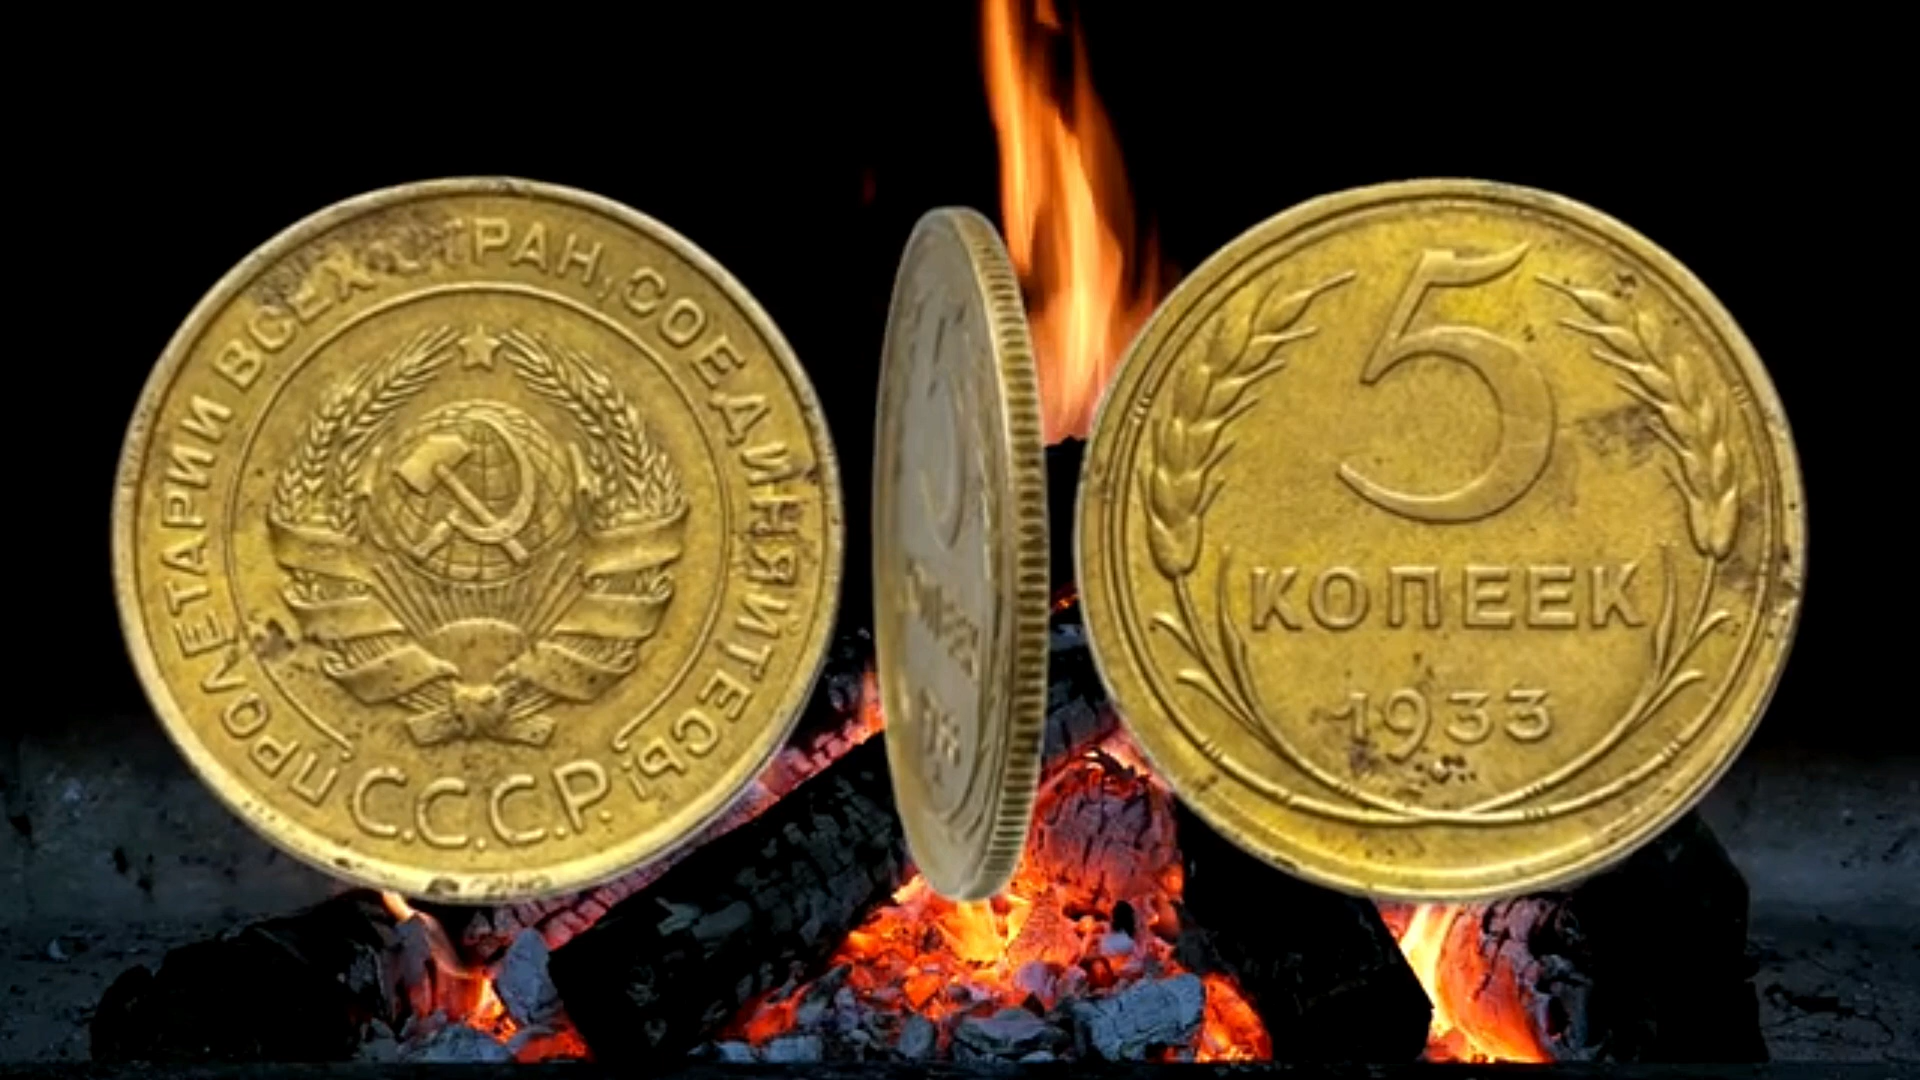 ПРОЛЕТАРИИ ВСЕХ СТРАН, СОЕДИНЯЙТЕСЬ!
С.С.С.Р.
5
КОПЕЕК
1933